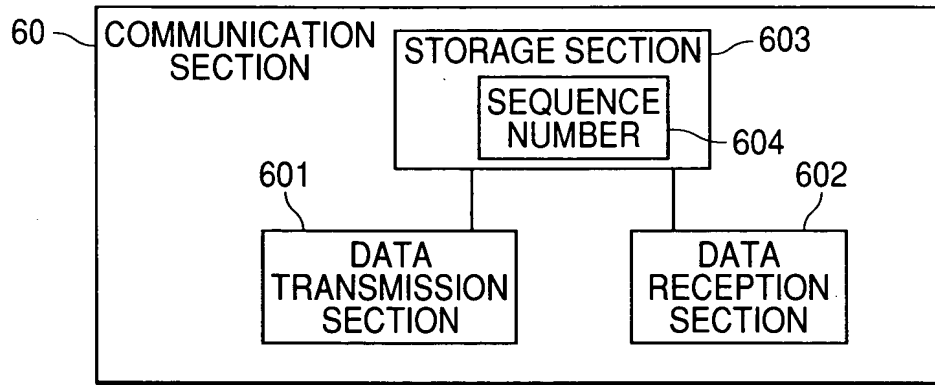 60
COMMUNICATION
SECTION
STORAGE SECTION
603
SEQUENCE
NUMBER
604
601
602
DATA
TRANSMISSION
SECTION
DATA
RECEPTION
SECTION